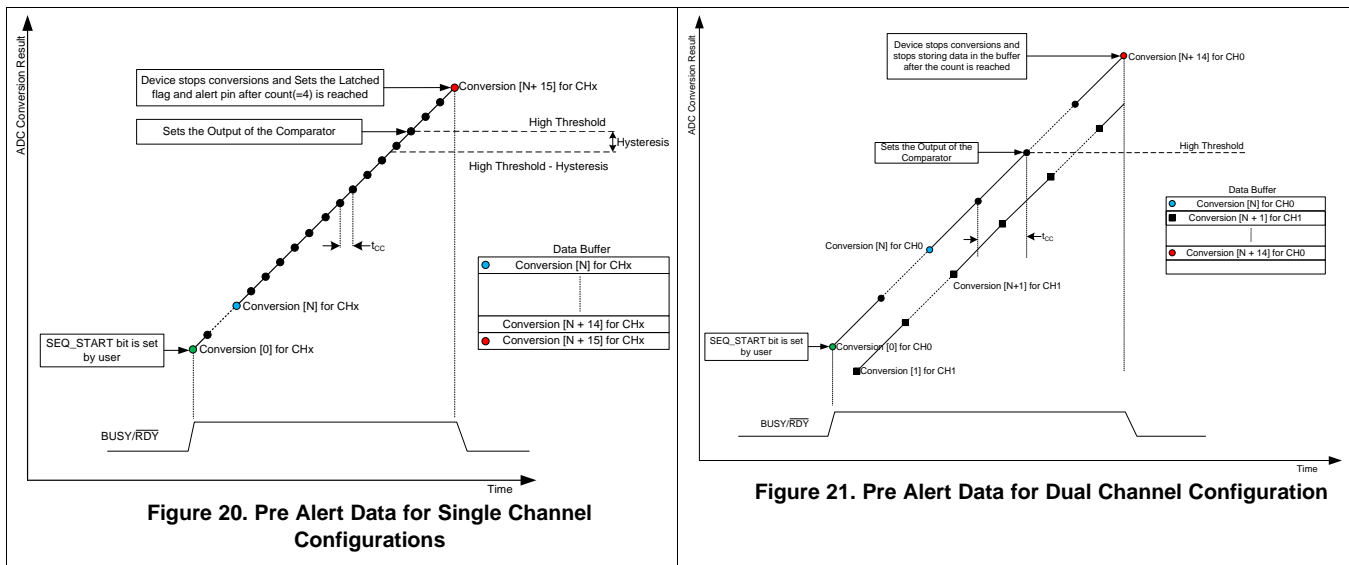 ADC Conversion Result
Device stops conversions and Sets the Latched
flag and alert pin after count(=4) is reached
Conversion [N+ 15] for CHx
Sets the Output of the Comparator
High Threshold
Hysteresis
High Threshold - Hysteresis
tCC
Data Buffer
Conversion [N] for CHx
Conversion [N + 14] for CHx
Conversion [N + 15] for CHx
Conversion [N] for CHx
SEQ_START bit is set
by user
Conversion [0] for CHx
BUSY/RDY
Time
Figure 20. Pre Alert Data for Single Channel
Configurations
ADC Conversion Result
Device stops conversions and
stops storing data in the buffer
after the count is reached
Conversion [N+ 14] for CH0
Sets the Output of the
Comparator
High Threshold
Data Buffer
Conversion [N] for CH0
Conversion [N + 1] for CH1
Conversion [N + 14] for CH0
Conversion [N] for CH0
tCC
Conversion [N+1] for CH1
SEQ_START bit is set
by user
Conversion [0] for CH0
Conversion [1] for CH1
BUSY/RDY
Time
Figure 21. Pre Alert Data for Dual Channel Configuration